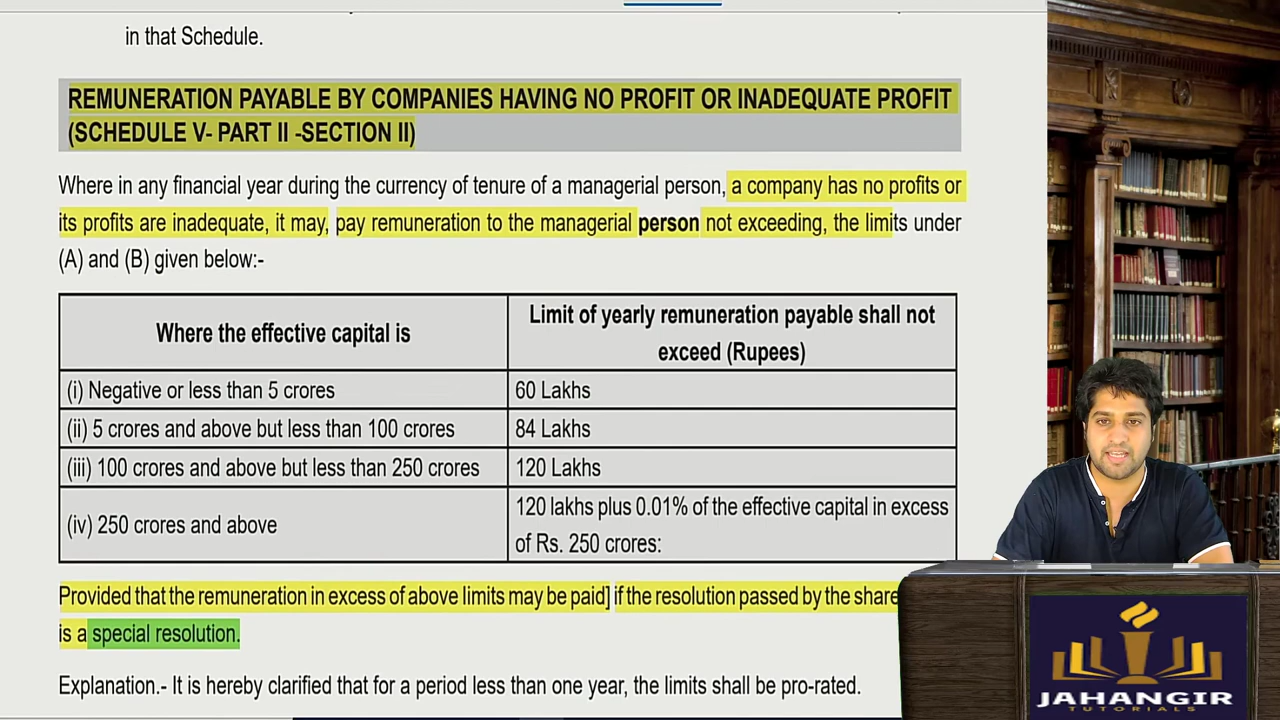 in that Schedule.
REMUNERATION PAYABLE BY COMPANIES HAVING NO PROFIT OR INADEQUATE PROFIT
(SCHEDULE V- PART II -SECTION II)
Where in any financial year during the currency of tenure of a managerial person, a company has no profits or
its profits are inadequate, it may, pay remuneration to the managerial person not exceeding, the limits under
(A) and (B) given below:-
Where the effective capital is
Limit of yearly remuneration payable shall not
exceed (Rupees)
(i) Negative or less than 5 crores
60 Lakhs
(ii) 5 crores and above but less than 100 crores
84 Lakhs
(iii) 100 crores and above but less than 250 crores
120 Lakhs
(iv) 250 crores and above
120 lakhs plus 0.01% of the effective capital in excess
of Rs. 250 crores:
Provided that the remuneration in excess of above limits may be paid] if the resolution passed by the share
is a special resolution.
Explanation.- It is hereby clarified that for a period less than one year, the limits shall be pro-rated.
JAHANGIR
TUTORIALS